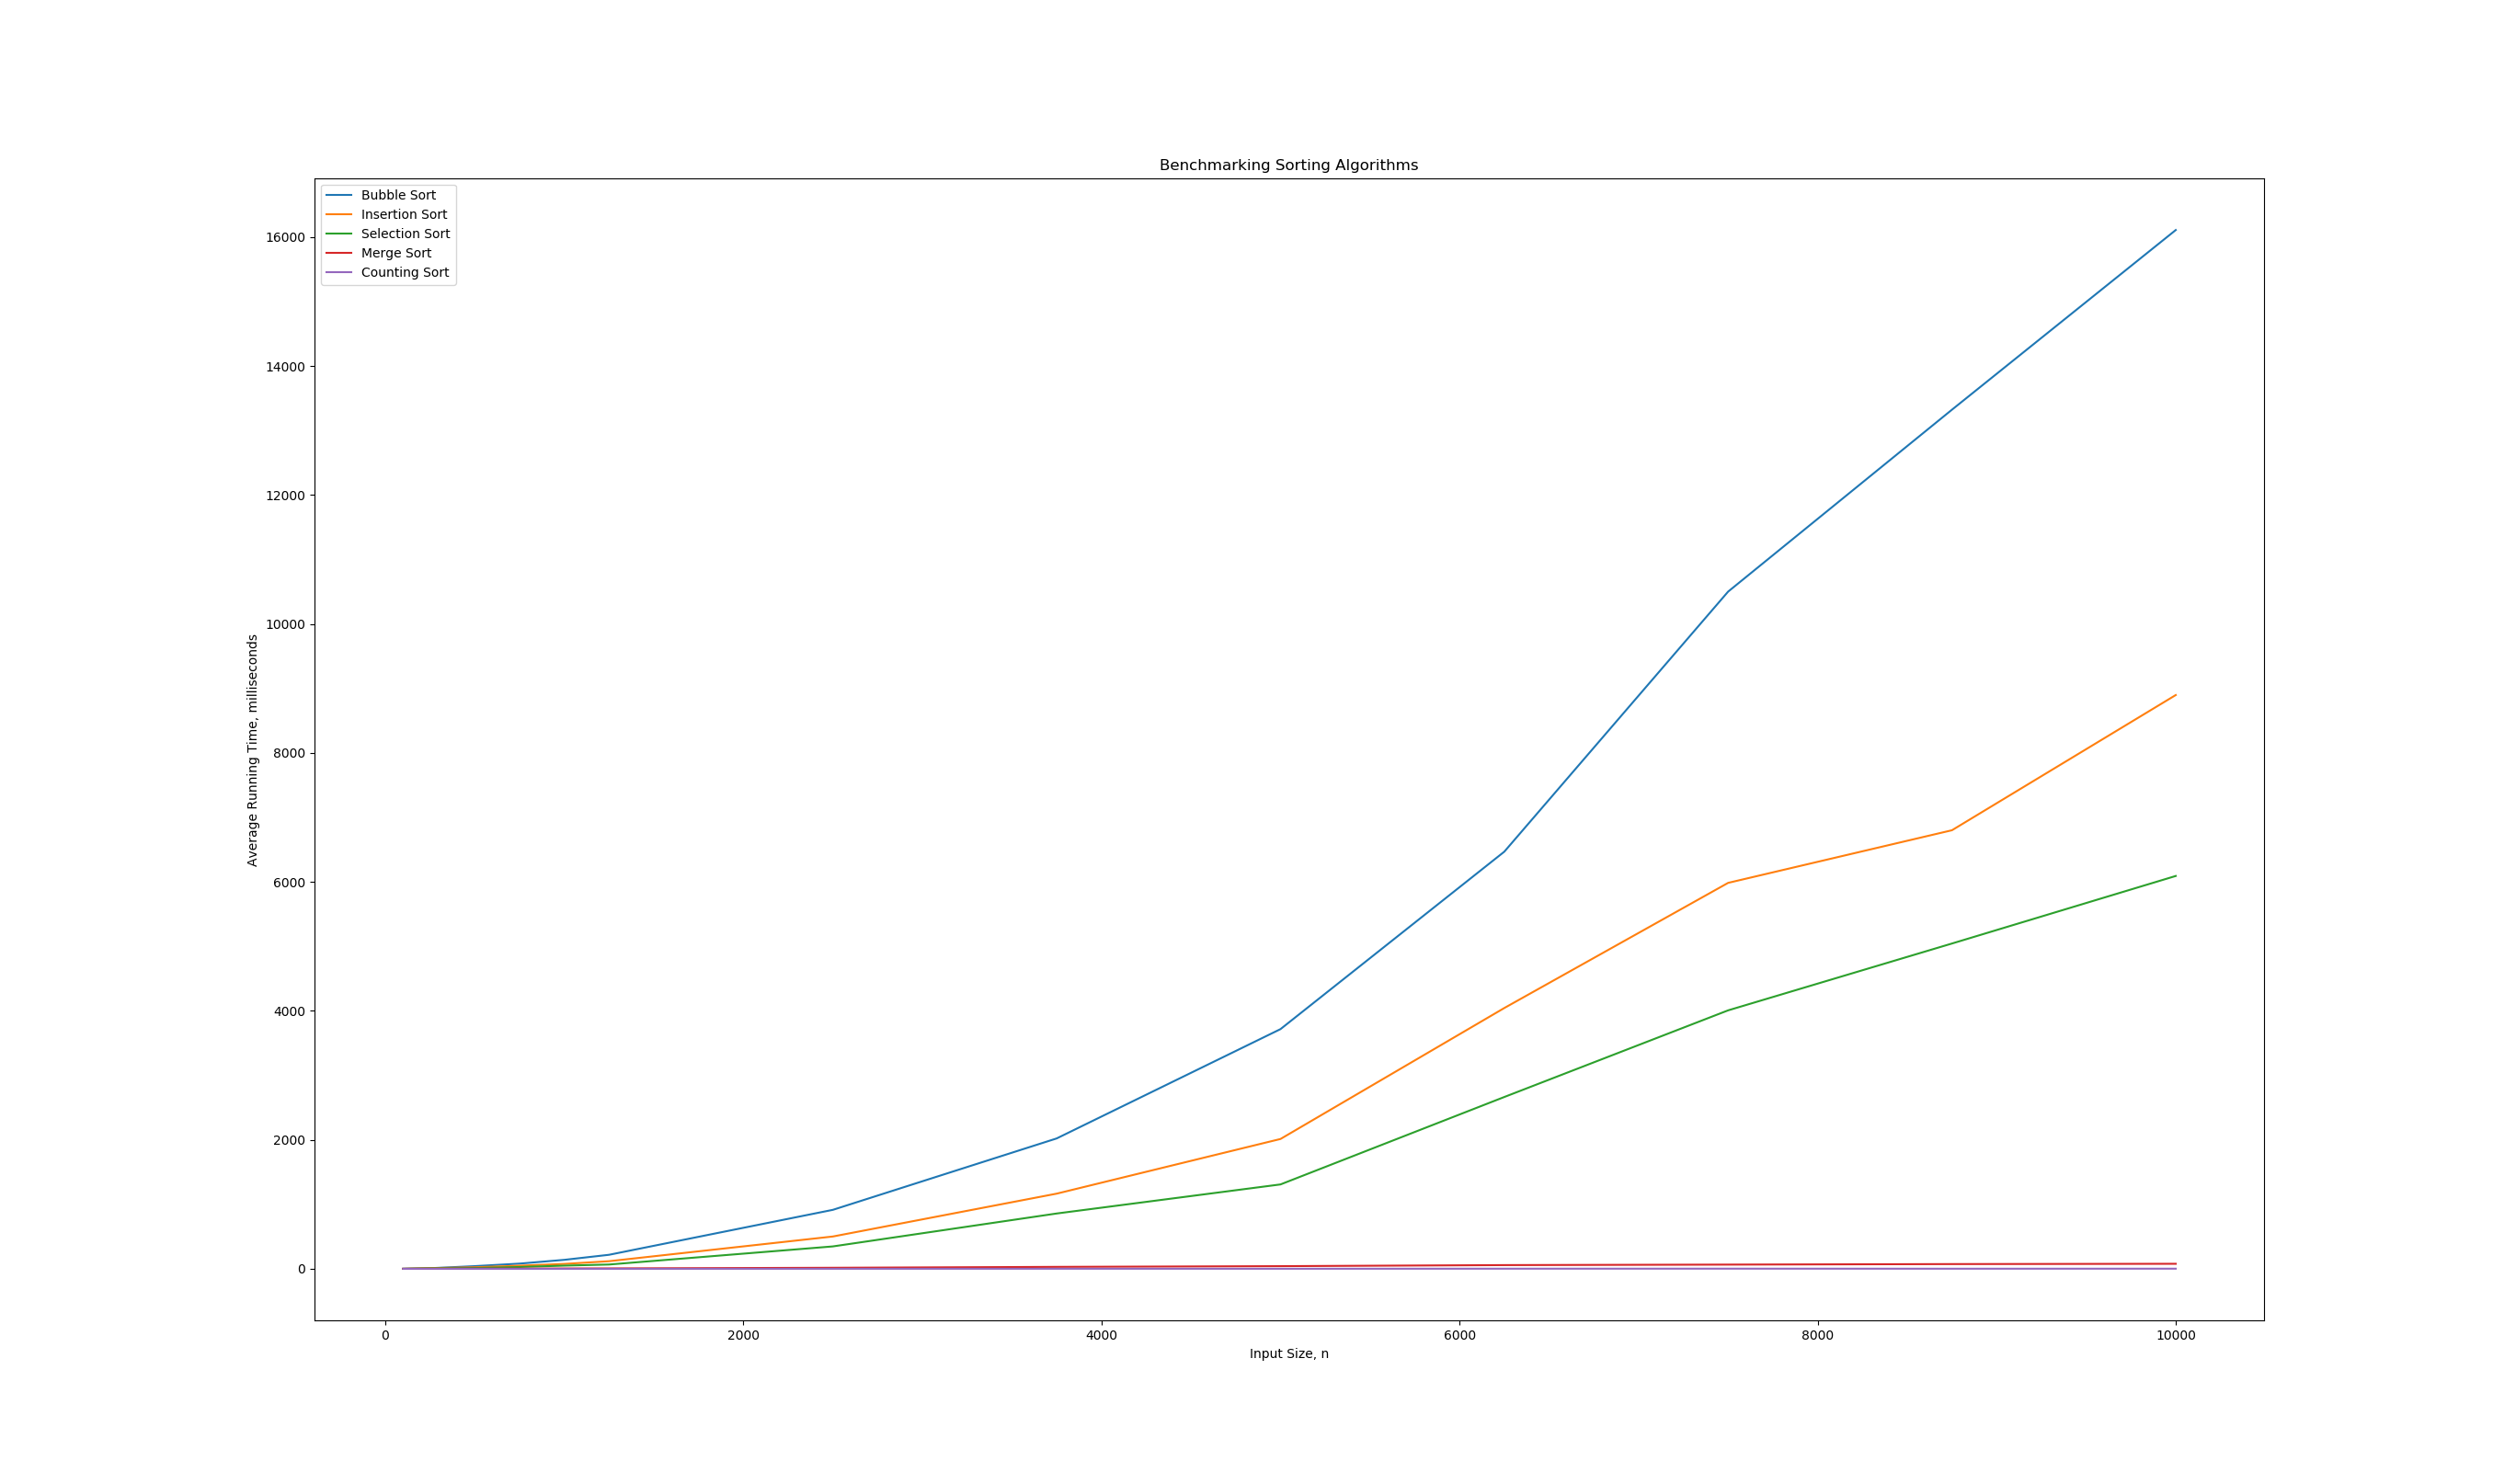 Benchmarking Sorting Algorithms
Bubble Sort
Insertion Sort
Selection Sort
Merge Sort
Counting Sort
16000
14000
12000
10000
8000
6000
4000
2000
0
Average Running Time, milliseconds
0 2000 4000 6000 8000 10000
Input Size, n